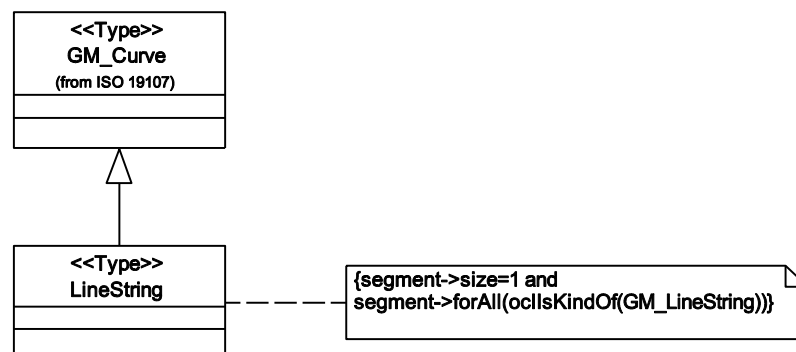 <<Type>>
GM_Curve
(from ISO 19107)
<<Type>>
LineString
{segment->size=1 and
segment->forAll(oclIsKindOf(GM_LineString))}